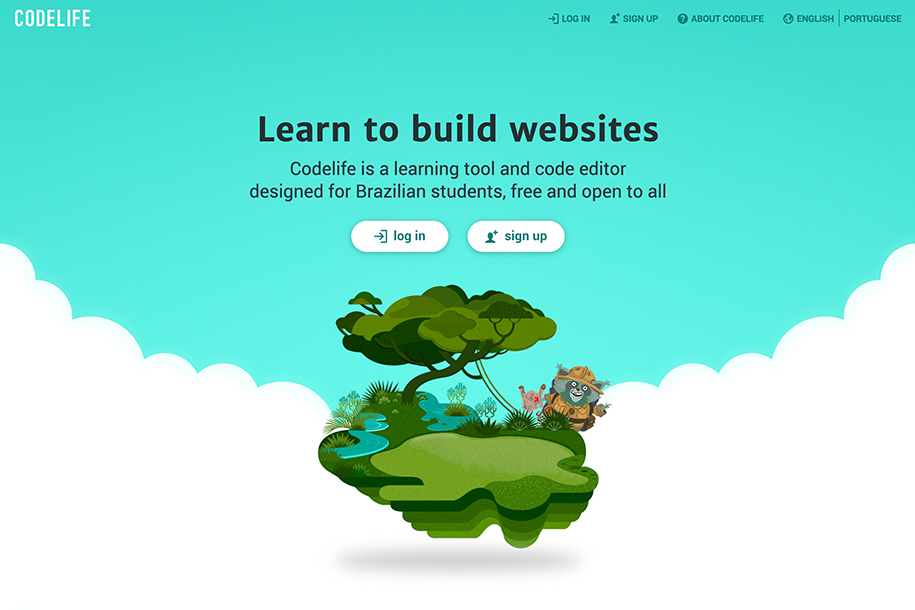 CODELIFE
LOG IN
SIGN UP
ABOUT CODELIFE
ENGLISH
PORTUGUESE
Learn to build websites
Codelife is a learning tool and code editor
designed for Brazilian students, free and open to all
log in
sign up